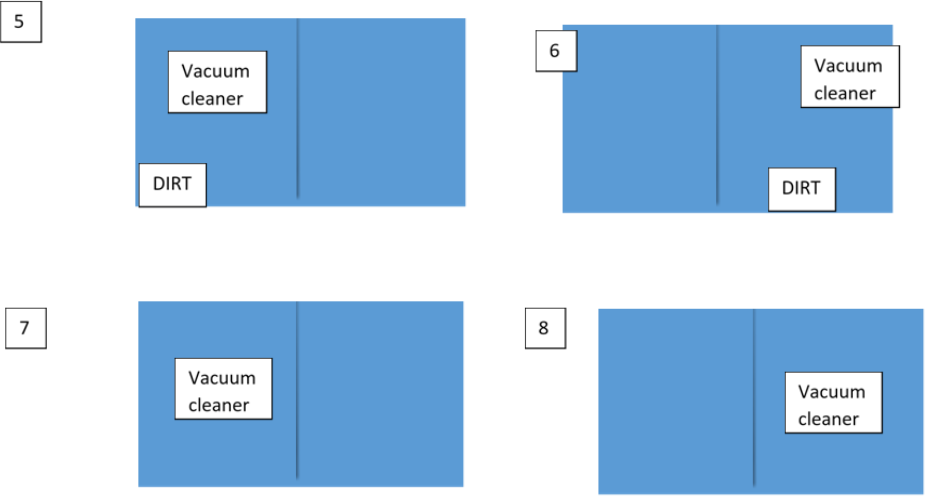 5
Vacuum
cleaner
DIRT
6
Vacuum
cleaner
DIRT
7
Vacuum
cleaner
8
Vacuum
cleaner